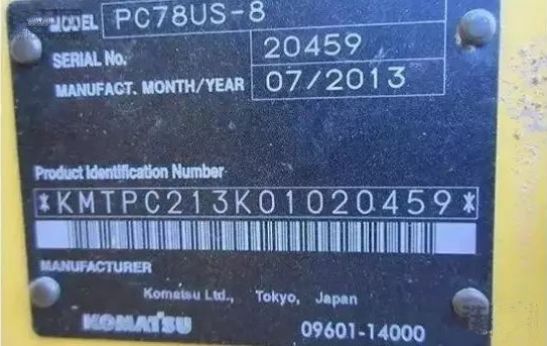 MODEL PC78US-8
SERIAL No. 20459
MANUFACT. MONTH/YEAR 07/2013
Product Identification Number
*KMTPC213K01020459*
MANUFACTURER
Komatsu Ltd., Tokyo, Japan
KOMATSU 09601-14000